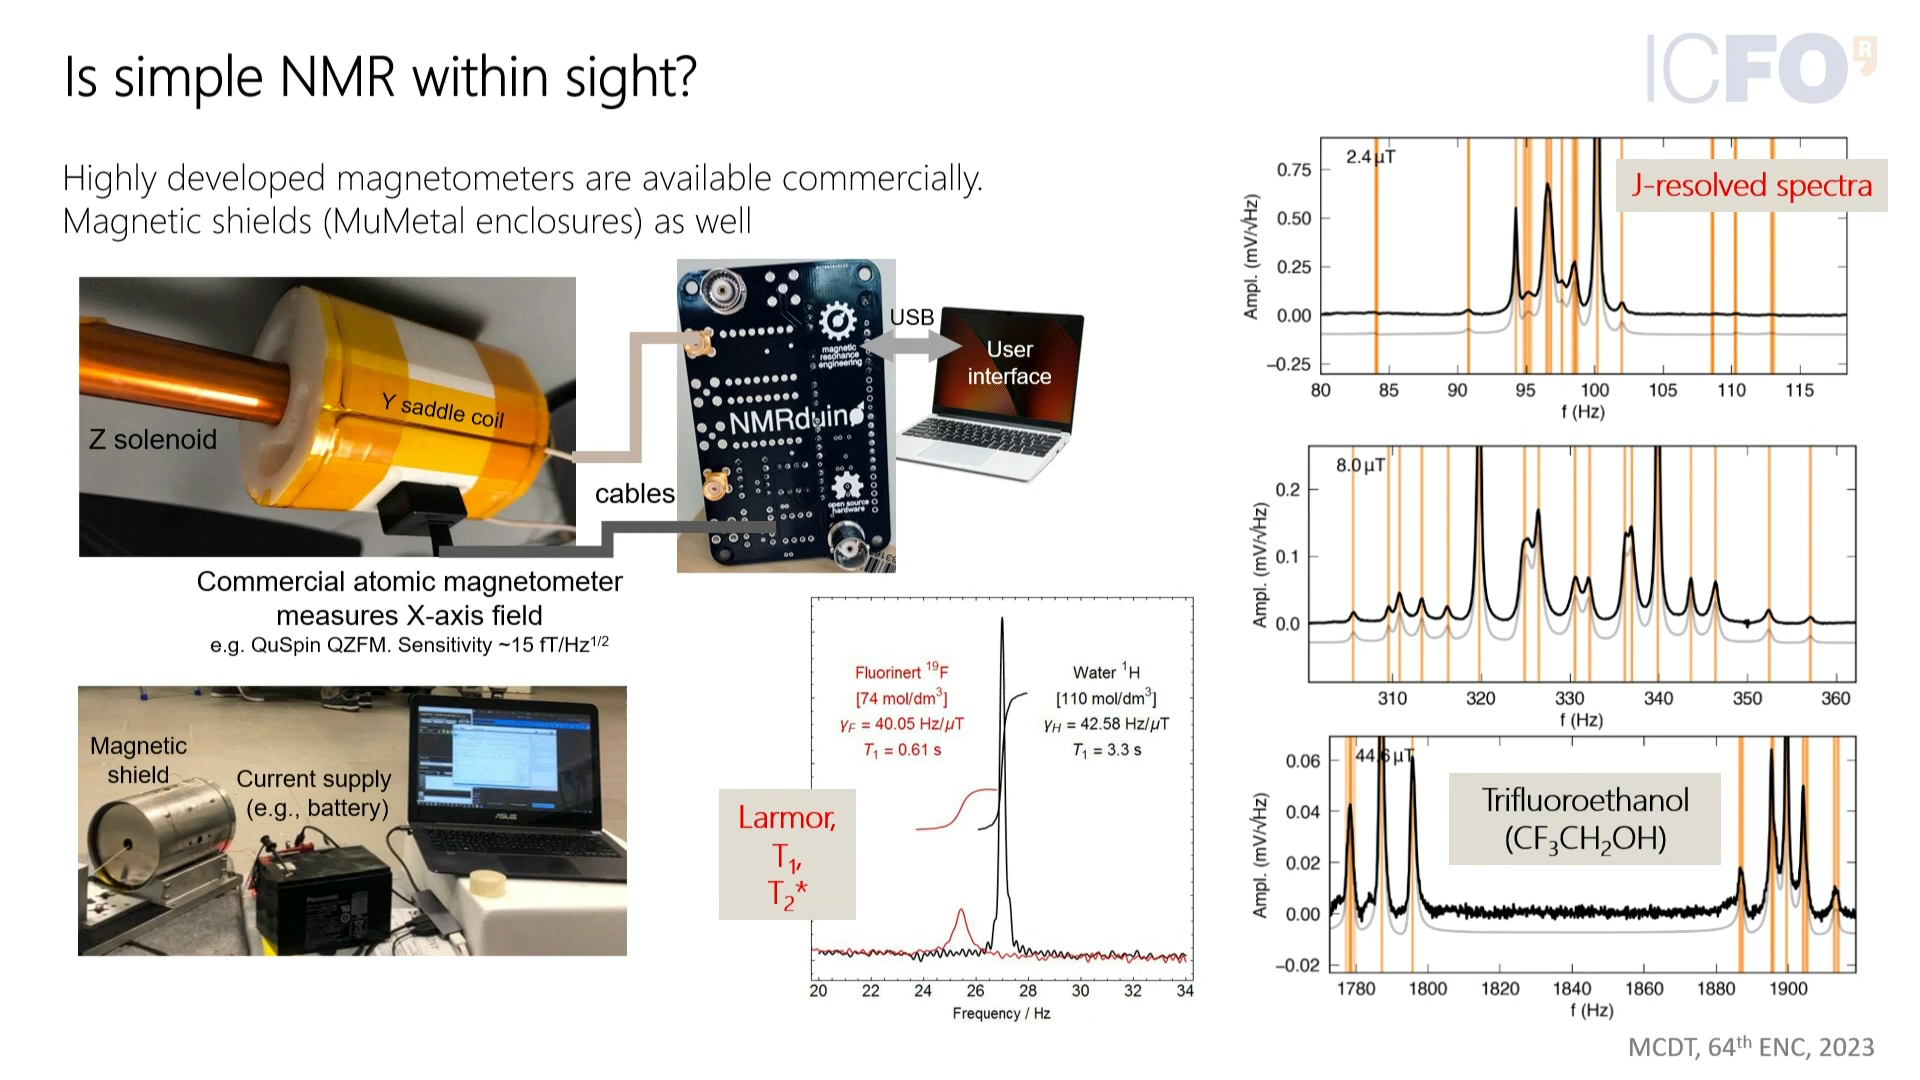 Is simple NMR within sight?
ICFO
R
Highly developed magnetometers are available commercially.
Magnetic shields (MuMetal enclosures) as well
Z solenoid
Y saddle coil
cables
magnetic
resonance
engineering
NMRduino
open source
hardware
USB
User
interface
Commercial atomic magnetometer
measures X-axis field
e.g. QuSpin QZFM. Sensitivity ~15 fT/Hz1/2
Magnetic
shield
Current supply
(e.g., battery)
ASUS
Panasonic
Larmor,
T1,
T2*
Fluorinert 19F
[74 mol/dm3]
γF = 40.05 Hz/µT
T1 = 0.61 s
Water 1H
[110 mol/dm3]
γH = 42.58 Hz/µT
T1 = 3.3 s
20 22 24 26 28 30 32 34
Frequency / Hz
2.4 µT
J-resolved spectra
Ampl. (mV/√Hz)
0.75
0.50
0.25
0.00
−0.25
80 85 90 95 100 105 110 115
f (Hz)
8.0 µT
Ampl. (mV/√Hz)
0.2
0.1
0.0
310 320 330 340 350 360
f (Hz)
44.6 µT
Trifluoroethanol
(CF3CH2OH)
Ampl. (mV/√Hz)
0.06
0.04
0.02
0.00
−0.02
1780 1800 1820 1840 1860 1880 1900
f (Hz)
MCDT, 64th ENC, 2023